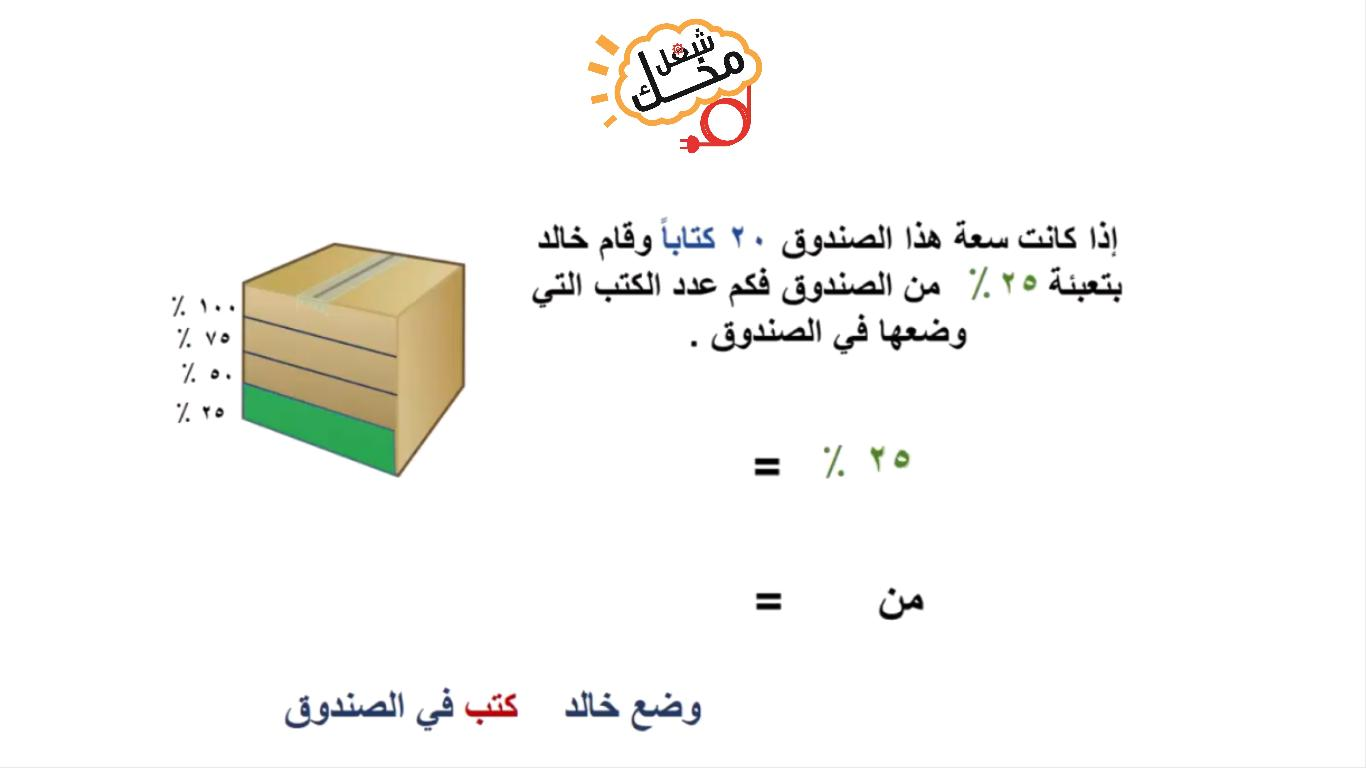 شغل مخك
إذا كانت سعة هذا الصندوق ٢٠ كتاباً وقام خالد
بتعبئة ٢٥ ٪ من الصندوق فكم عدد الكتب التي
وضعها في الصندوق .
١٠٠ ٪
٧٥ ٪
٥٠ ٪
٢٥ ٪
٢٥ ٪ =
من =
وضع خالد كتب في الصندوق